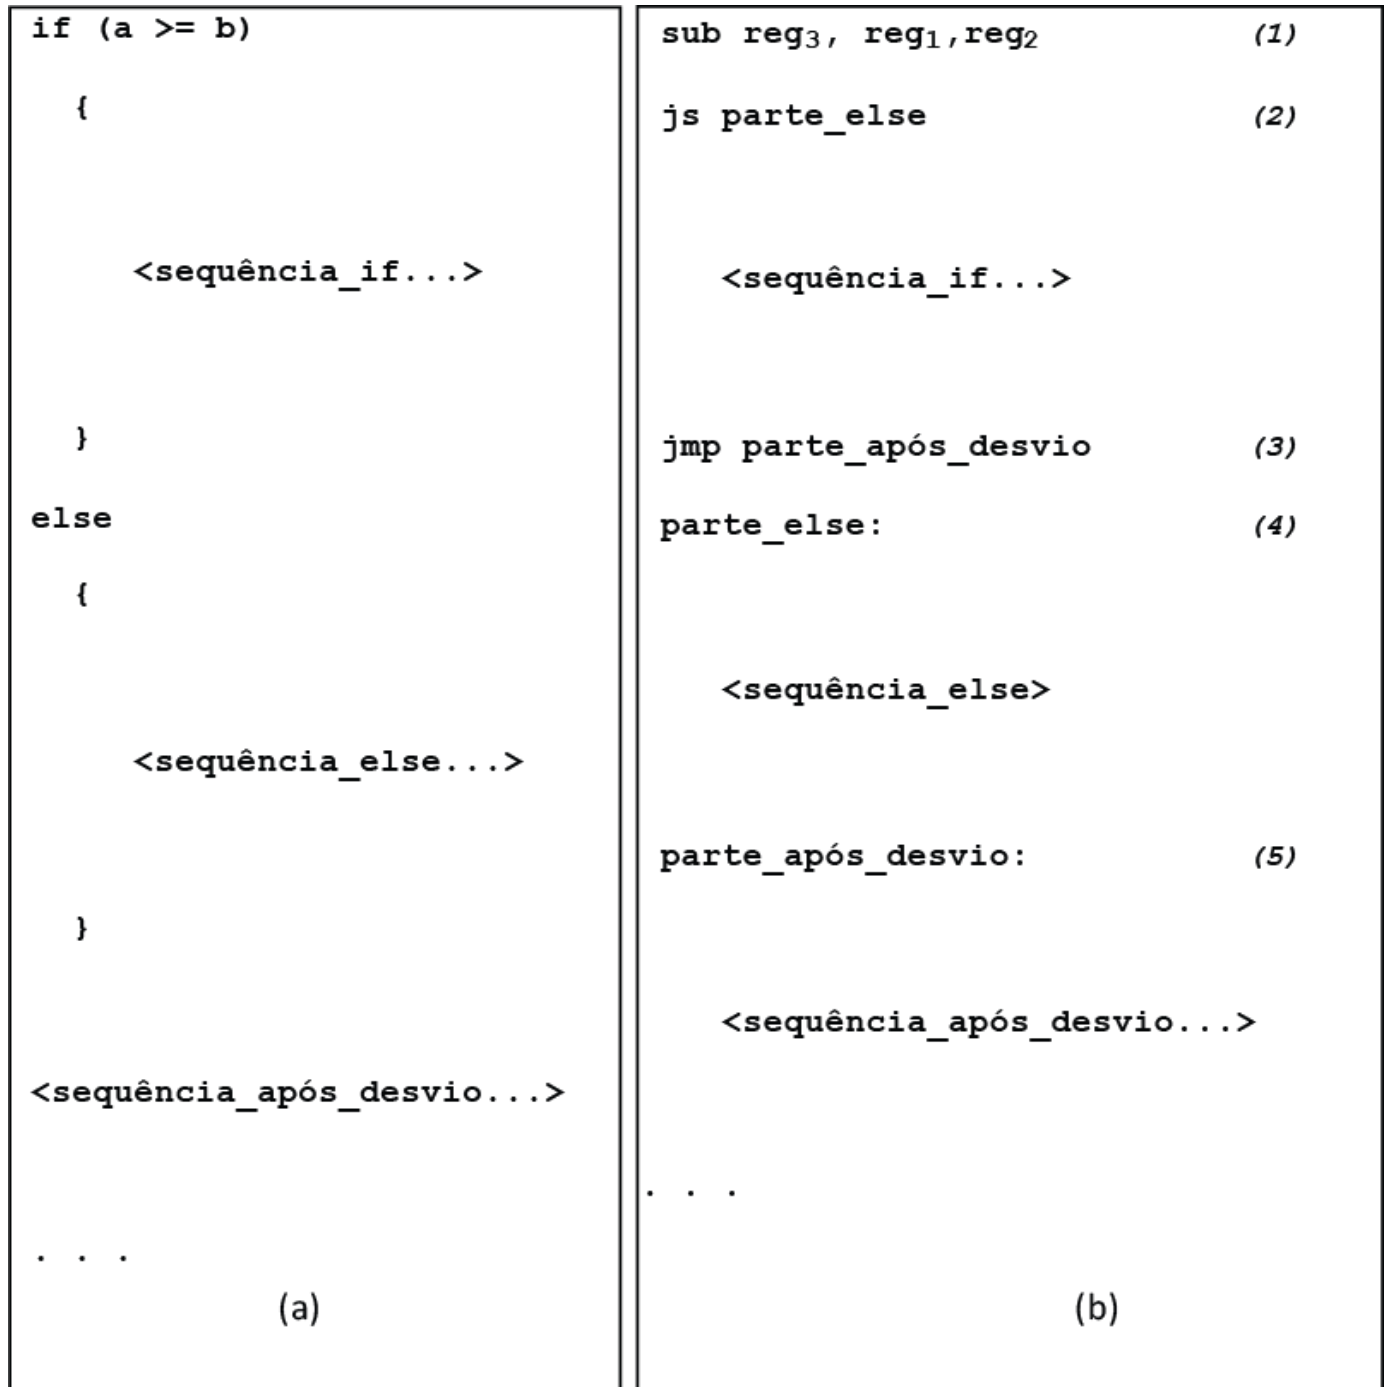 if (a >= b)
{
<sequência_if...>
}
else
{
<sequência_else...>
}
<sequência_após_desvio...>
. . .
(a)
sub reg₃, reg₁,reg₂ (1)
js parte_else (2)
<sequência_if...>
jmp parte_após_desvio (3)
parte_else: (4)
<sequência_else>
parte_após_desvio: (5)
<sequência_após_desvio...>
. . .
(b)